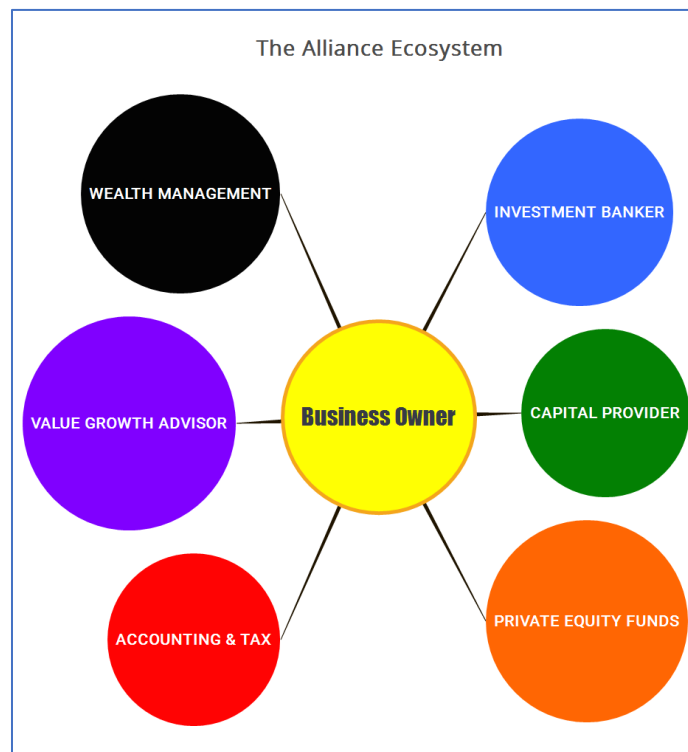 The Alliance Ecosystem
WEALTH MANAGEMENT
INVESTMENT BANKER
VALUE GROWTH ADVISOR
Business Owner
CAPITAL PROVIDER
ACCOUNTING & TAX
PRIVATE EQUITY FUNDS